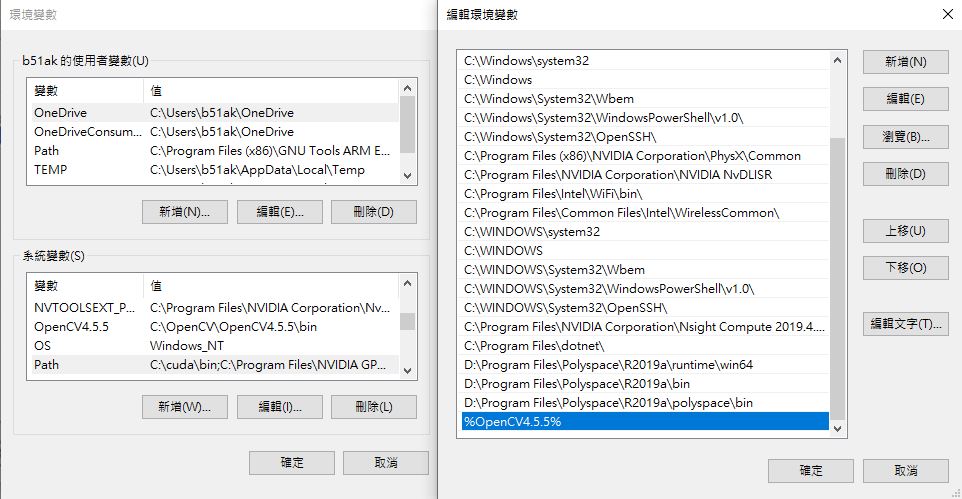 環境變數
b51ak 的使用者變數(U)
變數 值
OneDrive C:\Users\b51ak\OneDrive
OneDriveConsum... C:\Users\b51ak\OneDrive
Path C:\Program Files (x86)\GNU Tools ARM E...
TEMP C:\Users\b51ak\AppData\Local\Temp
新增(N)... 編輯(E)... 刪除(D)
系統變數(S)
變數 值
NVTOOLSEXT_P... C:\Program Files\NVIDIA Corporation\Nv...
OpenCV4.5.5 C:\OpenCV\OpenCV4.5.5\bin
OS Windows_NT
Path C:\cuda\bin;C:\Program Files\NVIDIA GP...
新增(W)... 編輯(I)... 刪除(L)
確定 取消
編輯環境變數
C:\Windows\system32
C:\Windows
C:\Windows\System32\Wbem
C:\Windows\System32\WindowsPowerShell\v1.0\
C:\Windows\System32\OpenSSH\
C:\Program Files (x86)\NVIDIA Corporation\PhysX\Common
C:\Program Files\NVIDIA Corporation\NVIDIA NvDLISR
C:\Program Files\Intel\WiFi\bin\
C:\Program Files\Common Files\Intel\WirelessCommon\
C:\WINDOWS\system32
C:\WINDOWS
C:\WINDOWS\System32\Wbem
C:\WINDOWS\System32\WindowsPowerShell\v1.0\
C:\WINDOWS\System32\OpenSSH\
C:\Program Files\NVIDIA Corporation\Nsight Compute 2019.4....
C:\Program Files\dotnet\
D:\Program Files\Polyspace\R2019a\runtime\win64
D:\Program Files\Polyspace\R2019a\bin
D:\Program Files\Polyspace\R2019a\polyspace\bin
%OpenCV4.5.5%
新增(N)
編輯(E)
瀏覽(B)...
刪除(D)
上移(U)
下移(O)
編輯文字(T)...
確定 取消